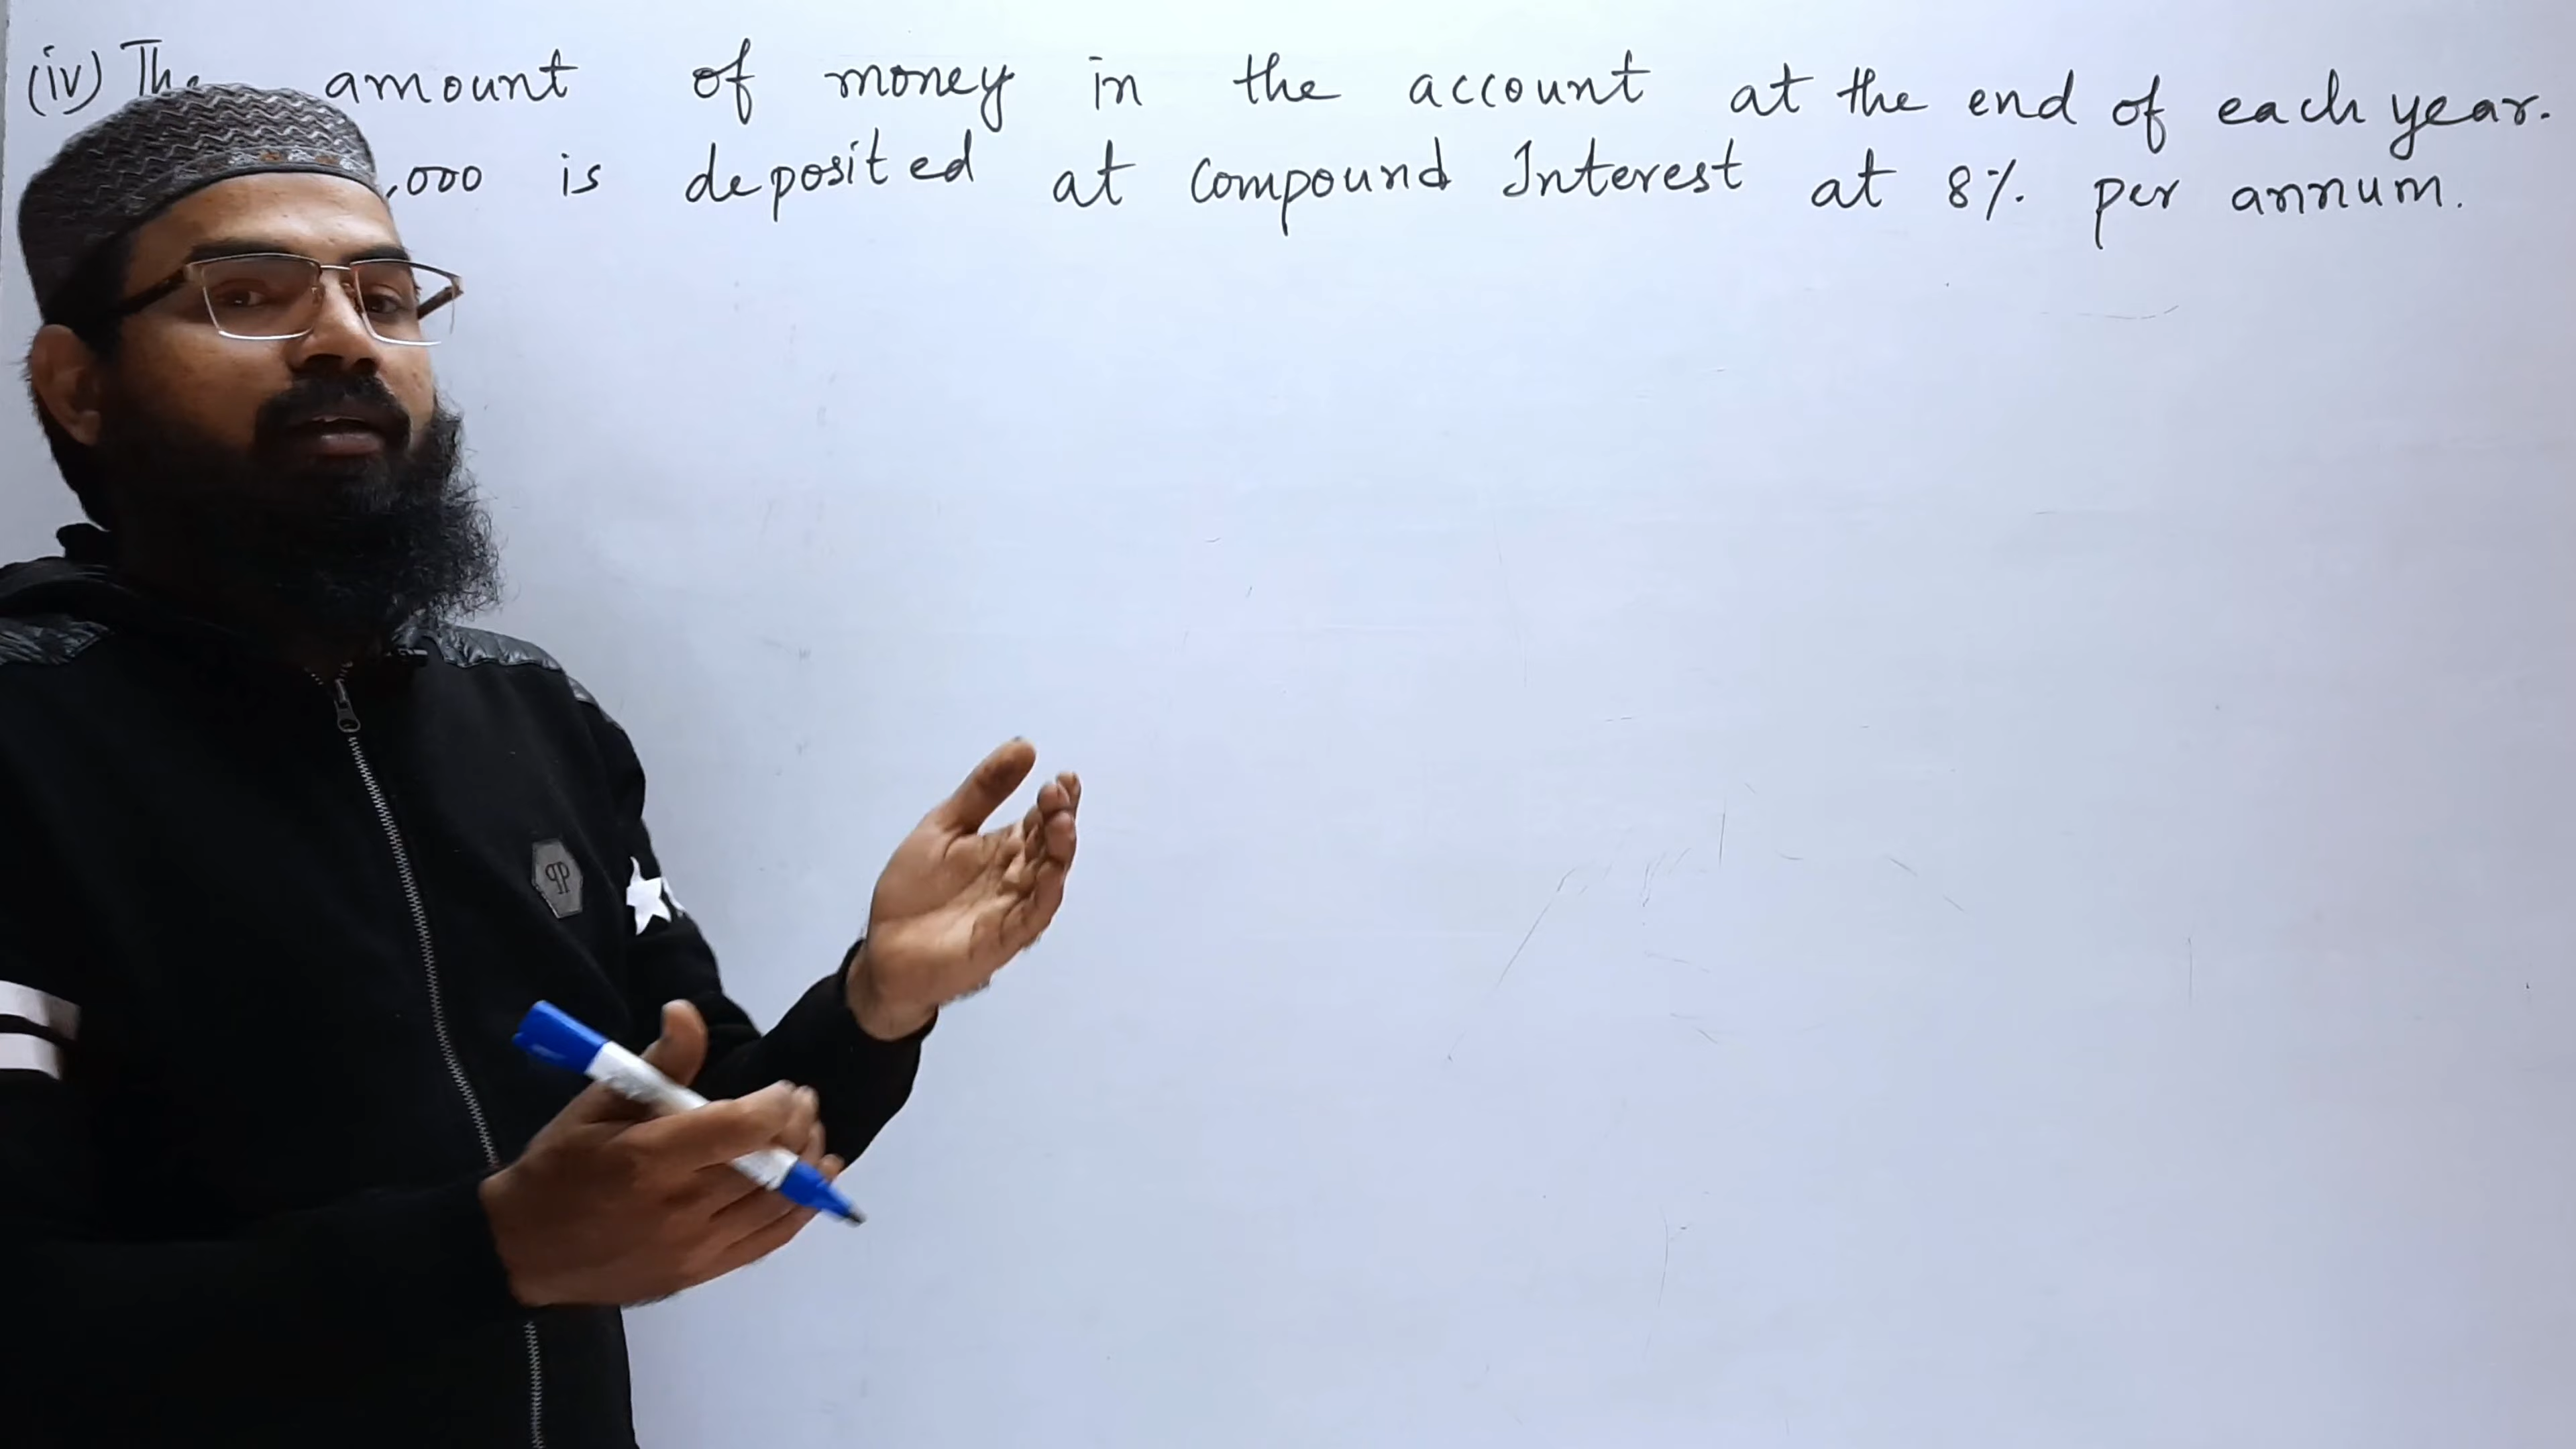 (iv) The amount of money in the account at the end of each year.
,000 is deposited at compound Interest at 8% per annum.